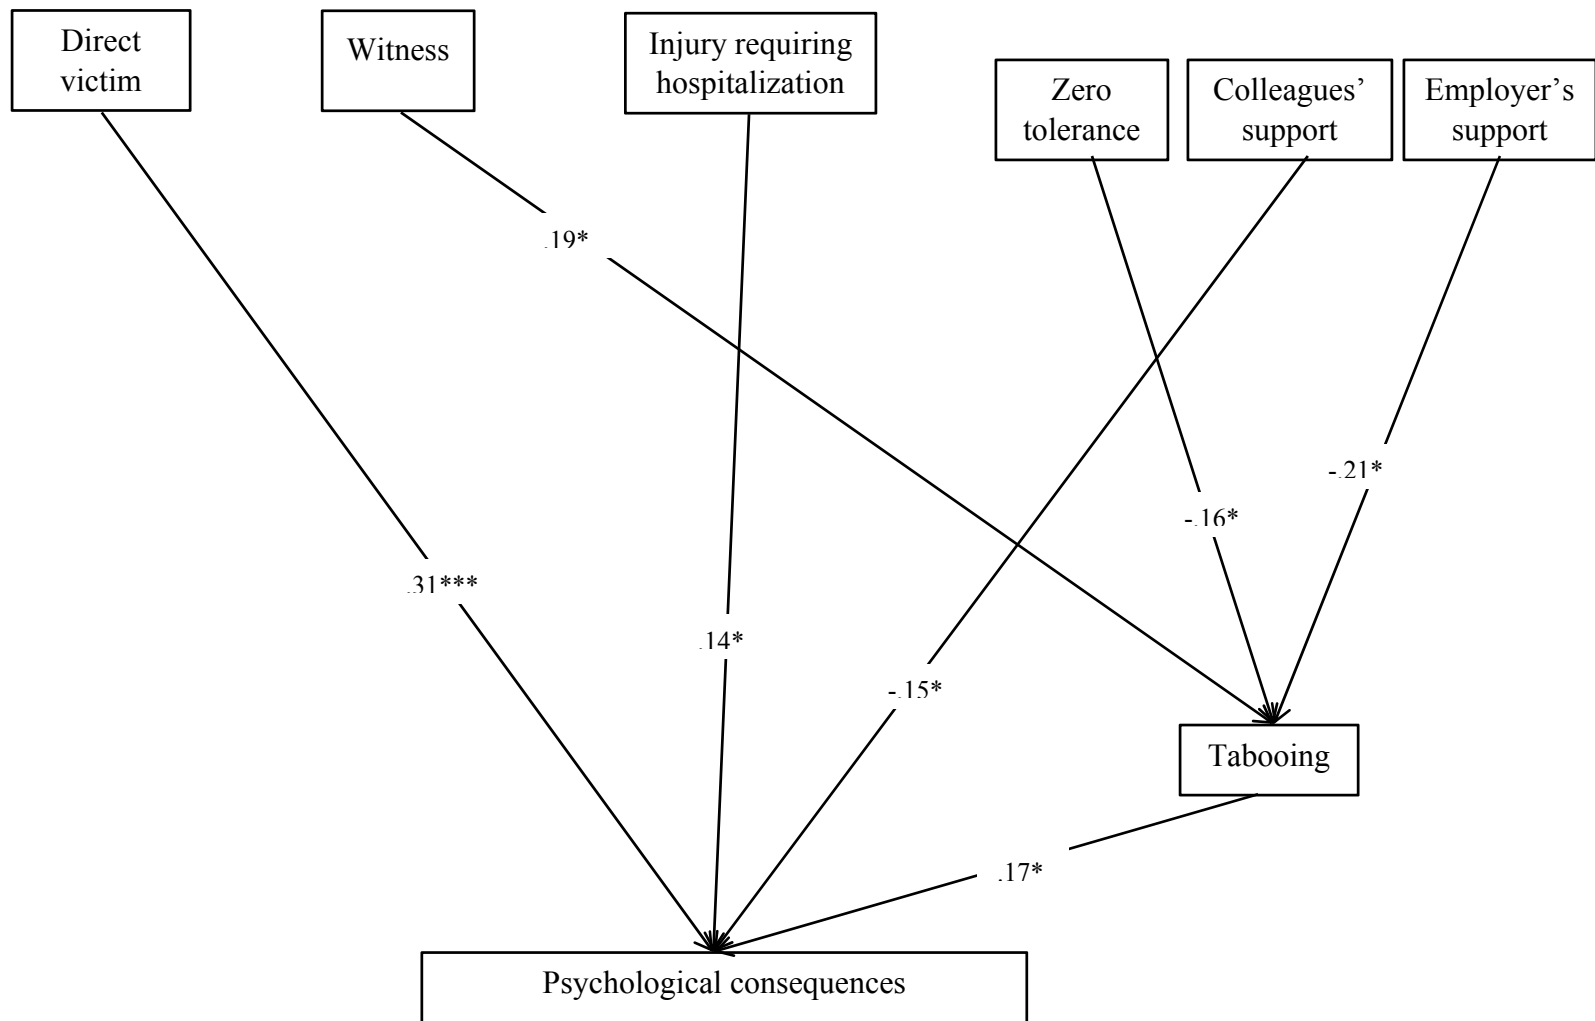 Direct
victim
Witness
Injury requiring
hospitalization
Zero
tolerance
Colleagues’
support
Employer’s
support
.19*
-.21*
-.16*
.31***
.14*
-.15*
Tabooing
.17*
Psychological consequences